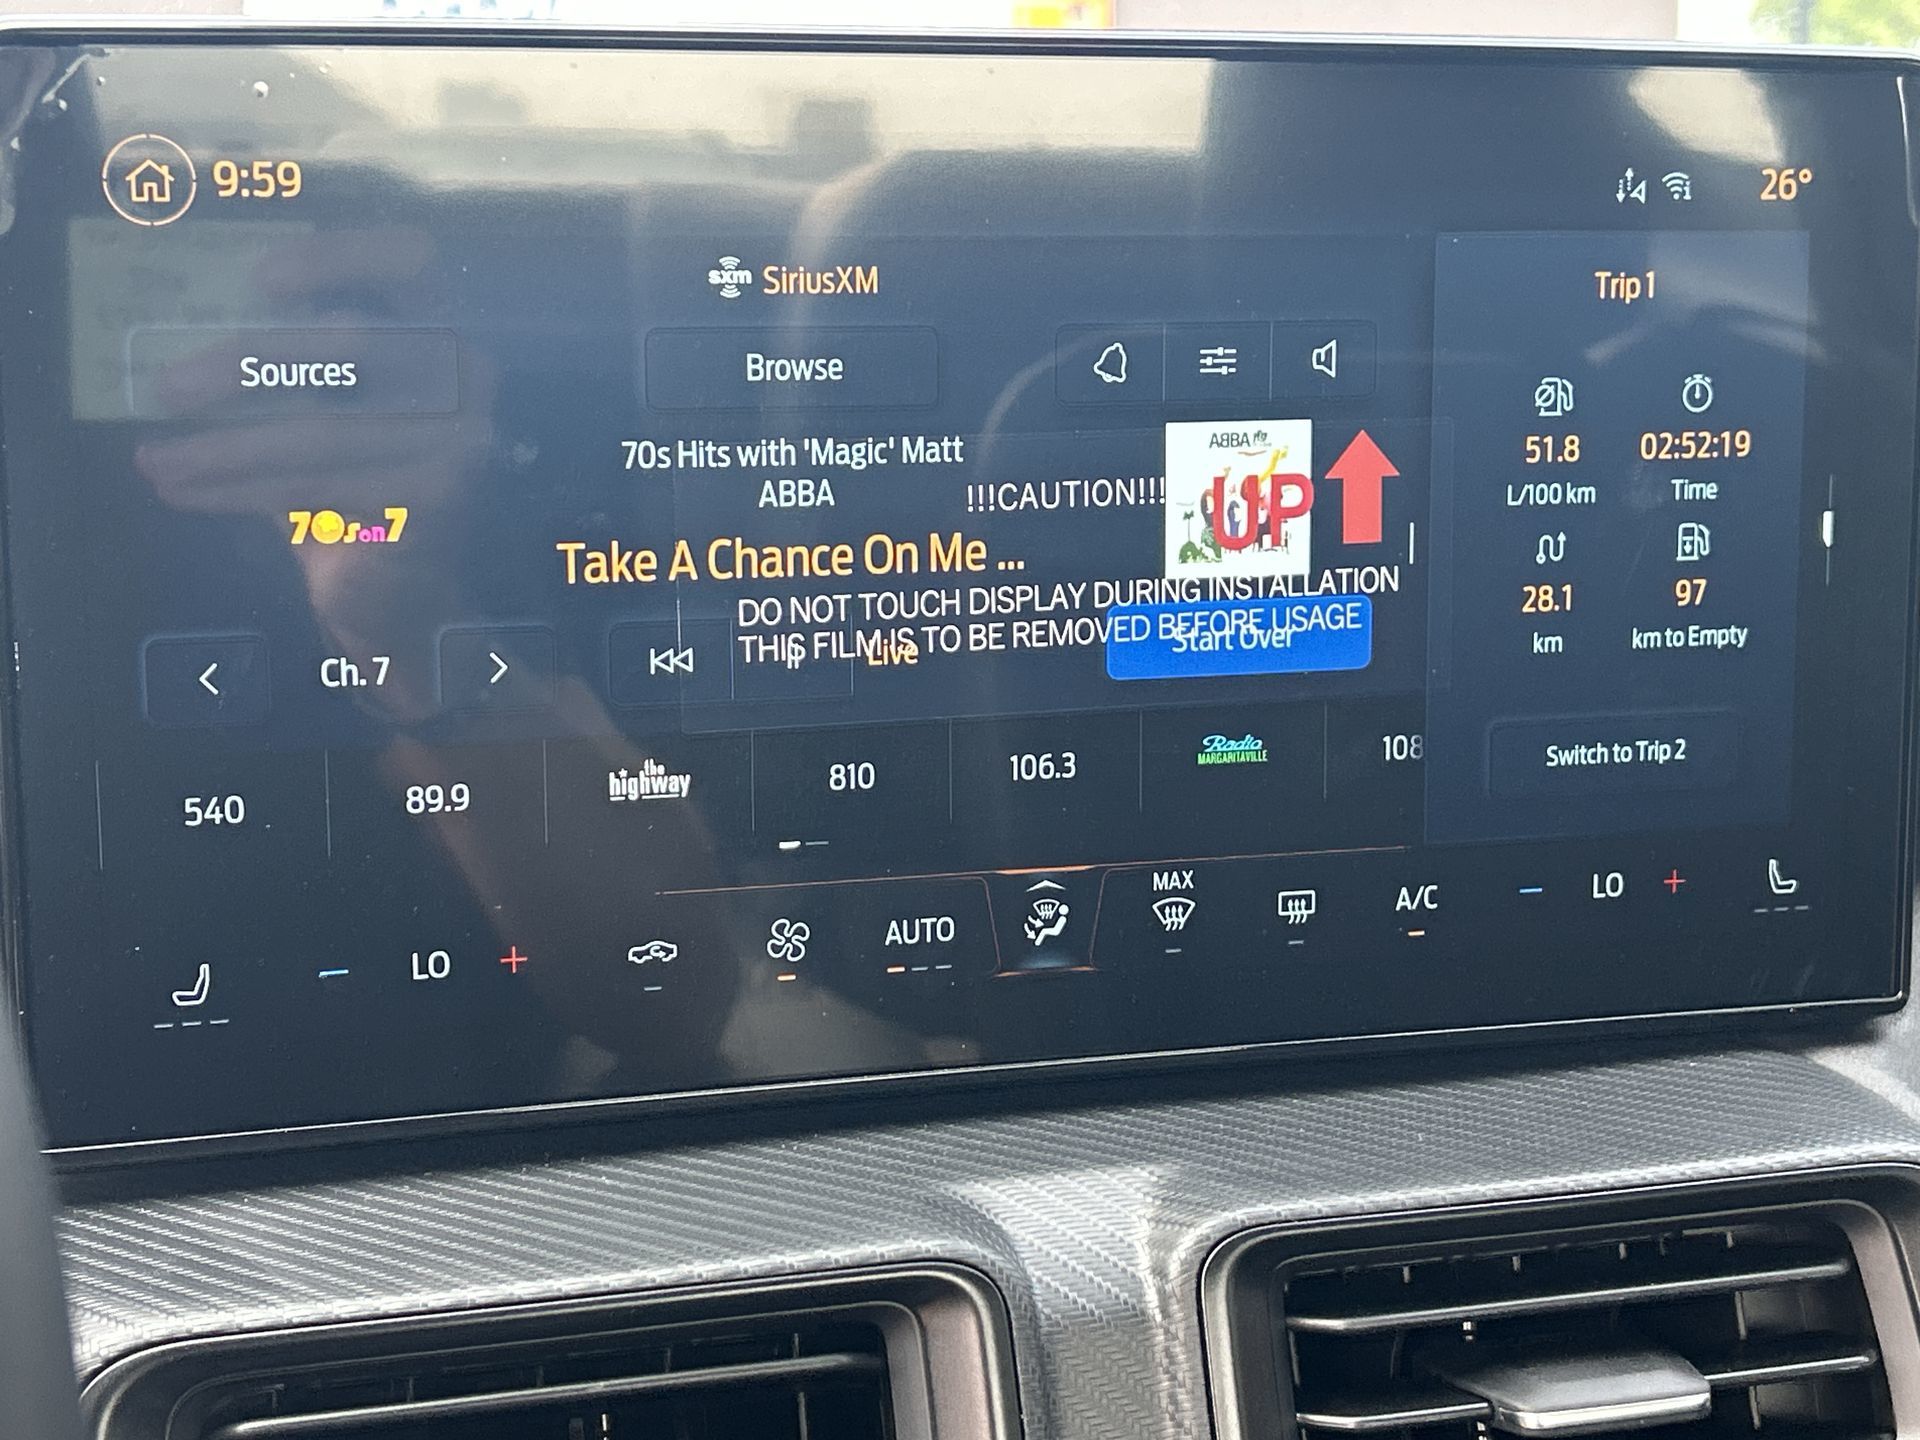 9:59
26°
sxm SiriusXM
Trip 1
Sources
Browse
70s Hits with 'Magic' Matt
ABBA
ABBA
!!!CAUTION!!!
UP
51.8
02:52:19
L/100 km
Time
70s on 7
Take A Chance On Me ...
DO NOT TOUCH DISPLAY DURING INSTALLATION
THIS FILM IS TO BE REMOVED BEFORE USAGE
28.1
97
km
km to Empty
Ch. 7
Live
Start Over
Switch to Trip 2
540
89.9
the highway
810
106.3
Radio
MARGARITAVILLE
108
MAX
LO
AUTO
A/C
LO